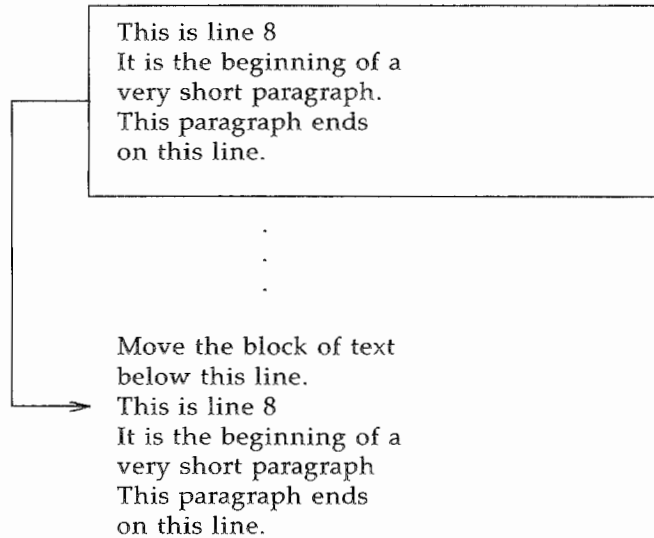 This is line 8
It is the beginning of a
very short paragraph.
This paragraph ends
on this line.
.
.
.
Move the block of text
below this line.
This is line 8
It is the beginning of a
very short paragraph
This paragraph ends
on this line.